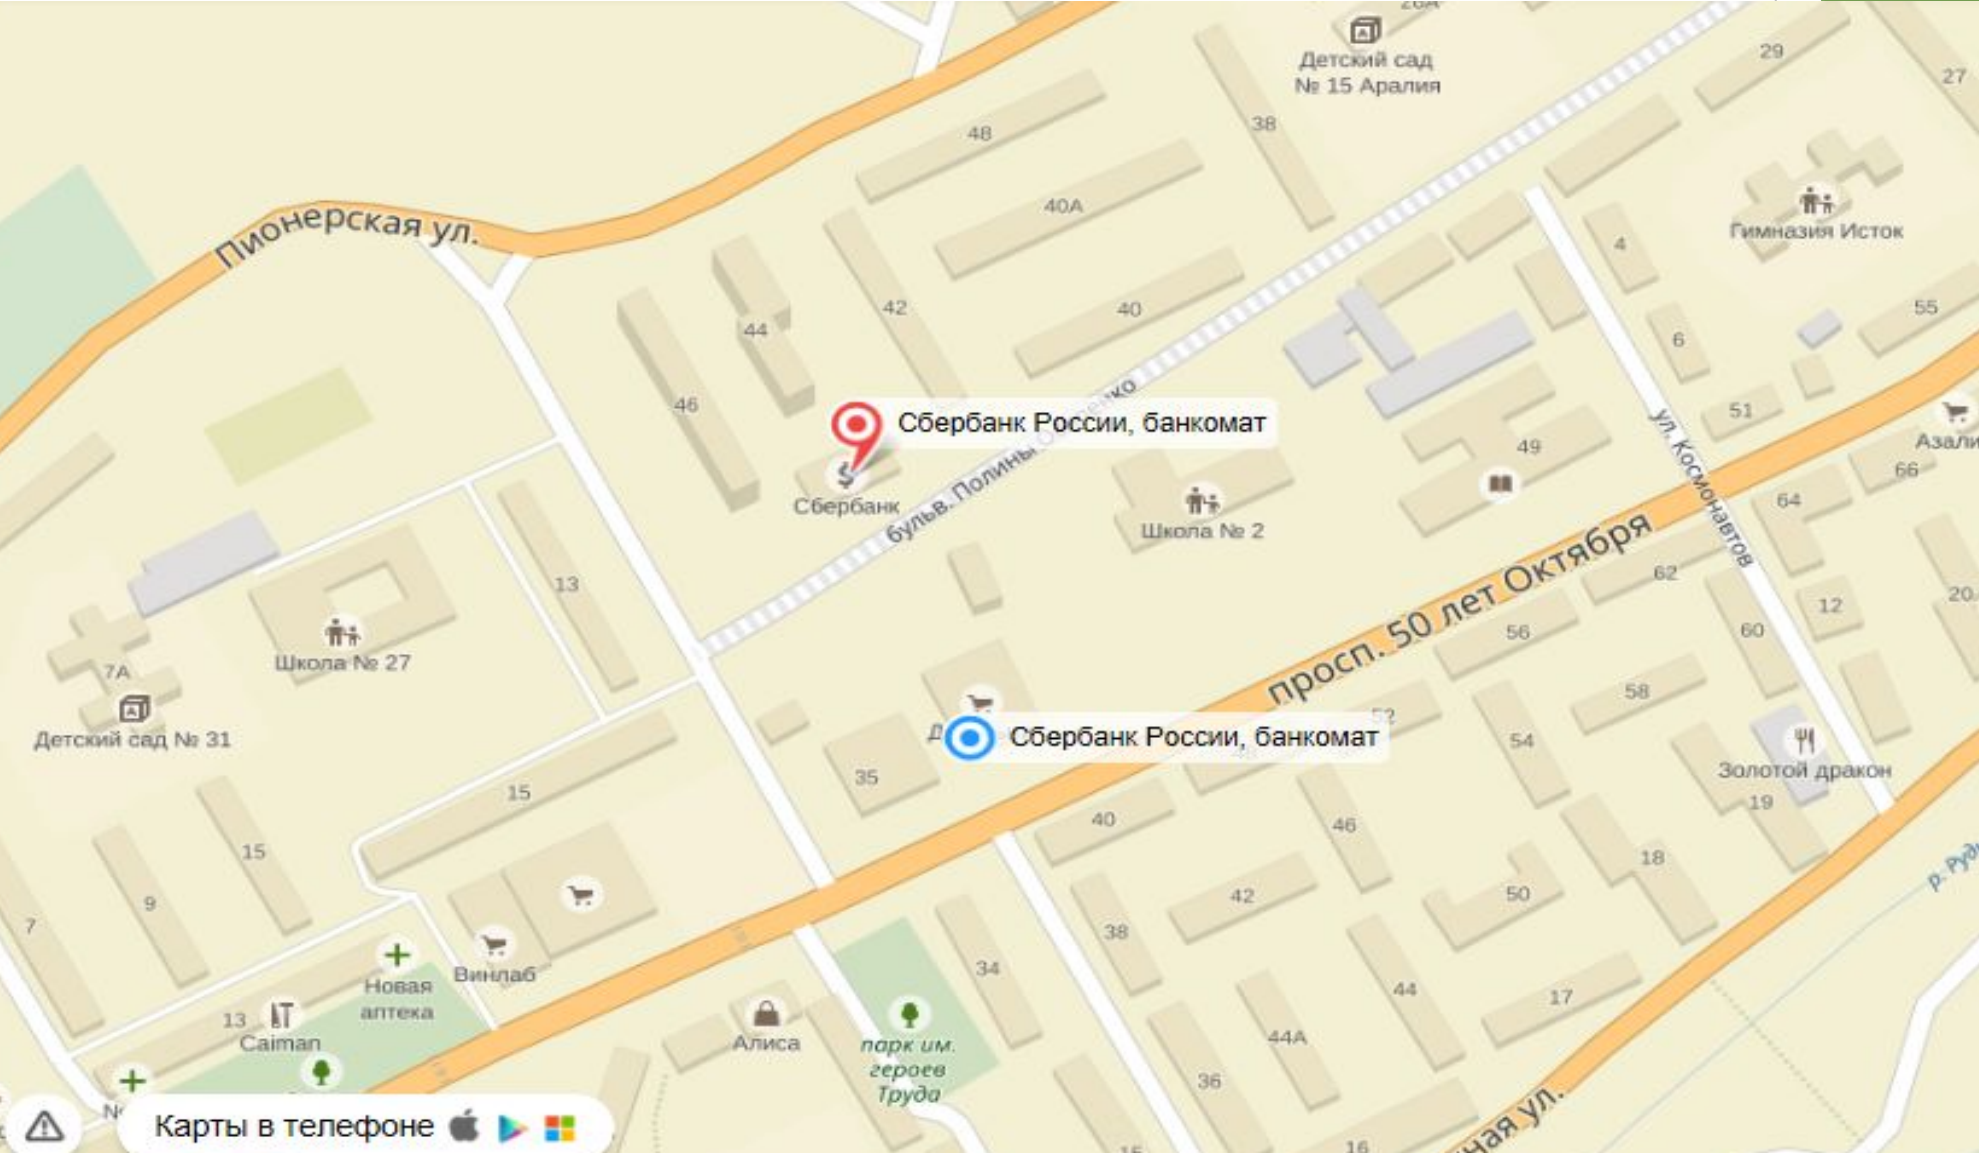 Детский сад
№ 15 Аралия
29
27
48
38
40А
Гимназия Исток
4
Пионерская ул.
42
40
44
6
55
46
51
Сбербанк России, банкомат
49
Азали
66
Сбербанк
бульв. Полины
Школа № 2
ул. Космонавтов
64
просп. 50 лет Октября
13
62
12
20
56
60
Школа № 27
7А
58
52
Детский сад № 31
Сбербанк России, банкомат
54
Золотой дракон
35
15
19
40
46
15
18
9
42
50
7
38
34
Винлаб
Новая
аптека
44
17
13
Caiman
Алиса
парк им.
героев
Труда
44А
36
Карты в телефоне
16
15
ная ул.